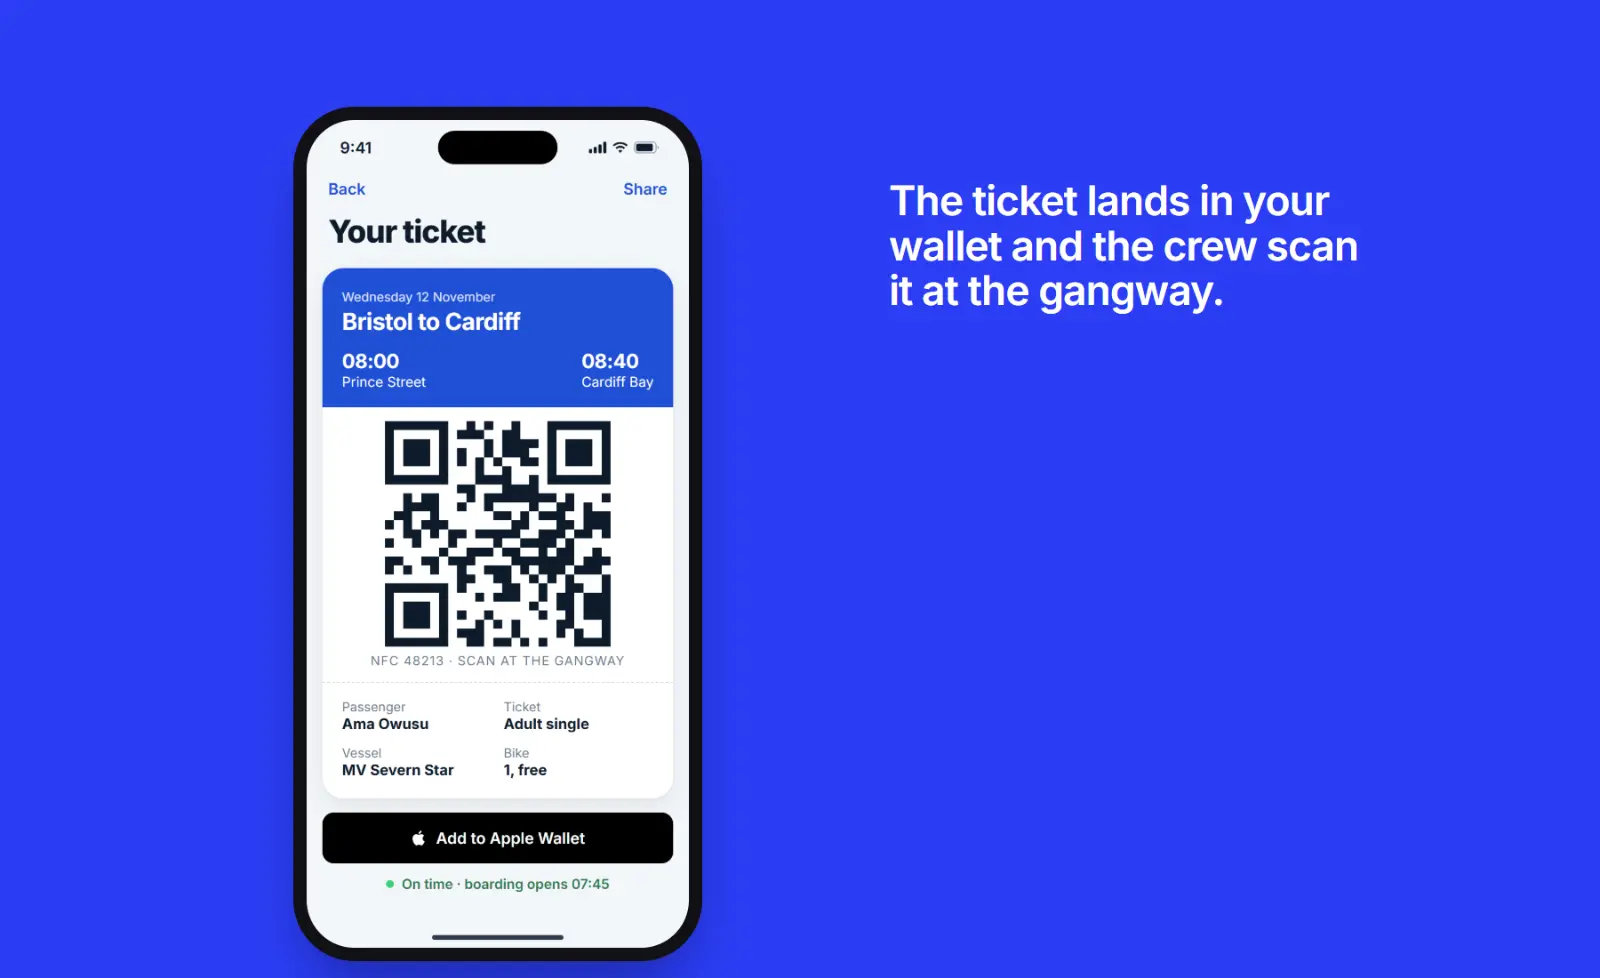 9:41
Back
Share
Your ticket
Wednesday 12 November
Bristol to Cardiff
08:00
Prince Street
08:40
Cardiff Bay
NFC 48213 · SCAN AT THE GANGWAY
Passenger
Ama Owusu
Ticket
Adult single
Vessel
MV Severn Star
Bike
1, free
Add to Apple Wallet
On time · boarding opens 07:45
The ticket lands in your
wallet and the crew scan
it at the gangway.